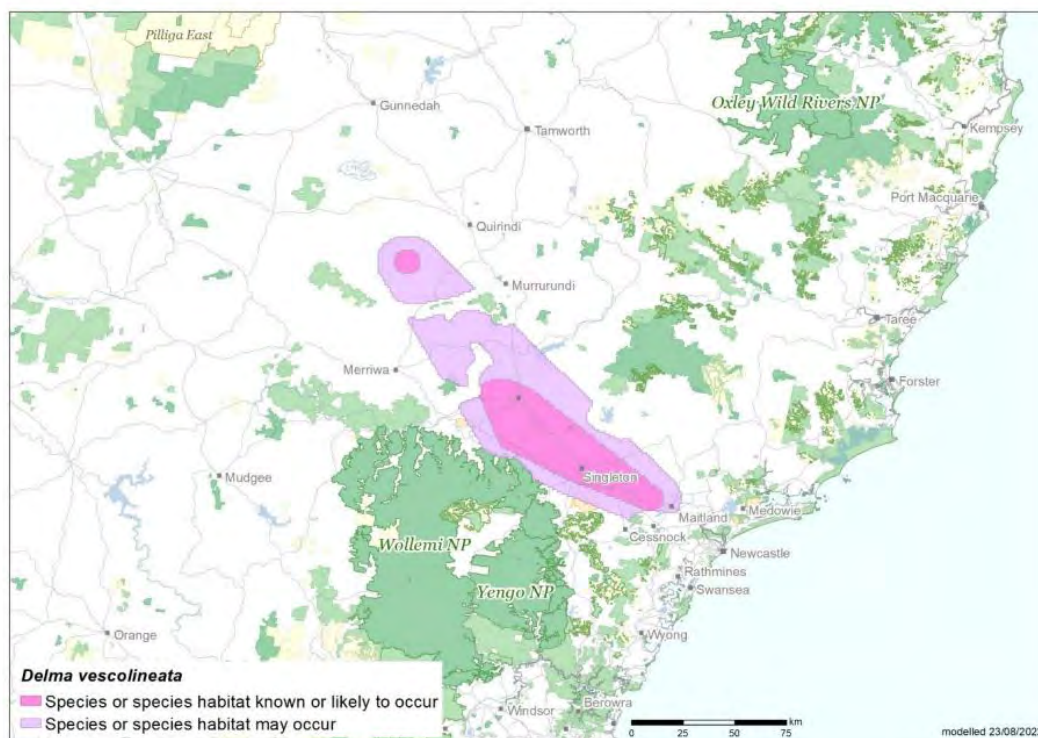 Pilliga East
Gunnedah
Oxley Wild Rivers NP
Tamworth
Kempsey
Port Macquarie
Quirindi
Murrurundi
Taree
Merriwa
Forster
Mudgee
Singleton
Maitland
Medowie
Cessnock
Wollemi NP
Newcastle
Rathmines
Yengo NP
Swansea
Orange
Wyong
Delma vescolineata
Species or species habitat known or likely to occur
Species or species habitat may occur
Windsor
Berowra
0 25 50 75 km